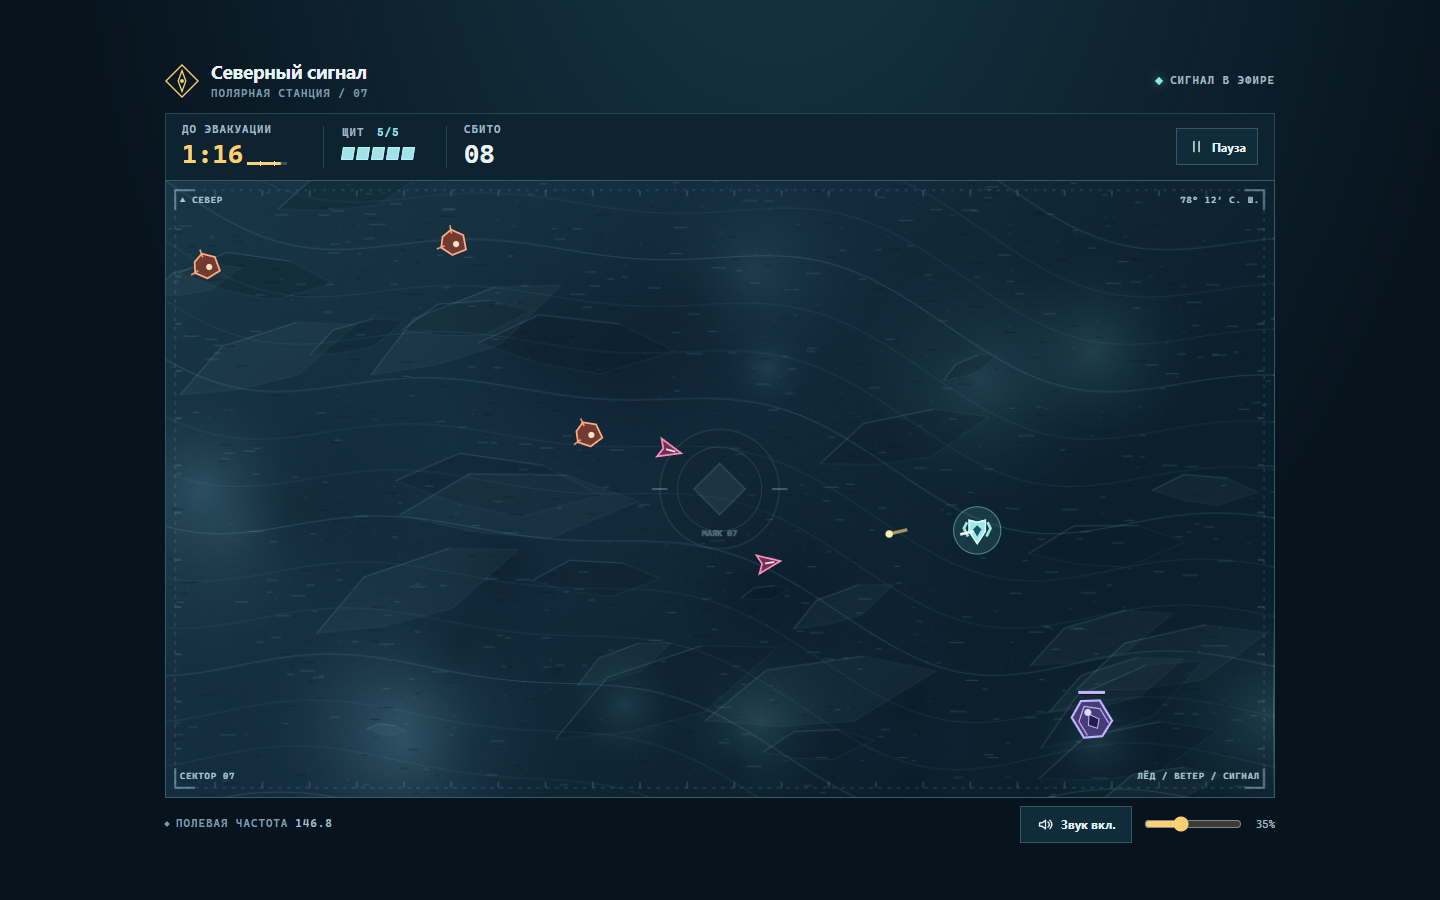 Северный сигнал
ПОЛЯРНАЯ СТАНЦИЯ / 07
СИГНАЛ В ЭФИРЕ
ДО ЭВАКУАЦИИ
1:16
ЩИТ 5/5
СБИТО
08
Пауза
СЕВЕР
78° 12′ С. Ш.
МАЯК 07
СЕКТОР 07
ЛЁД / ВЕТЕР / СИГНАЛ
ПОЛЕВАЯ ЧАСТОТА 146.8
Звук вкл.
35%